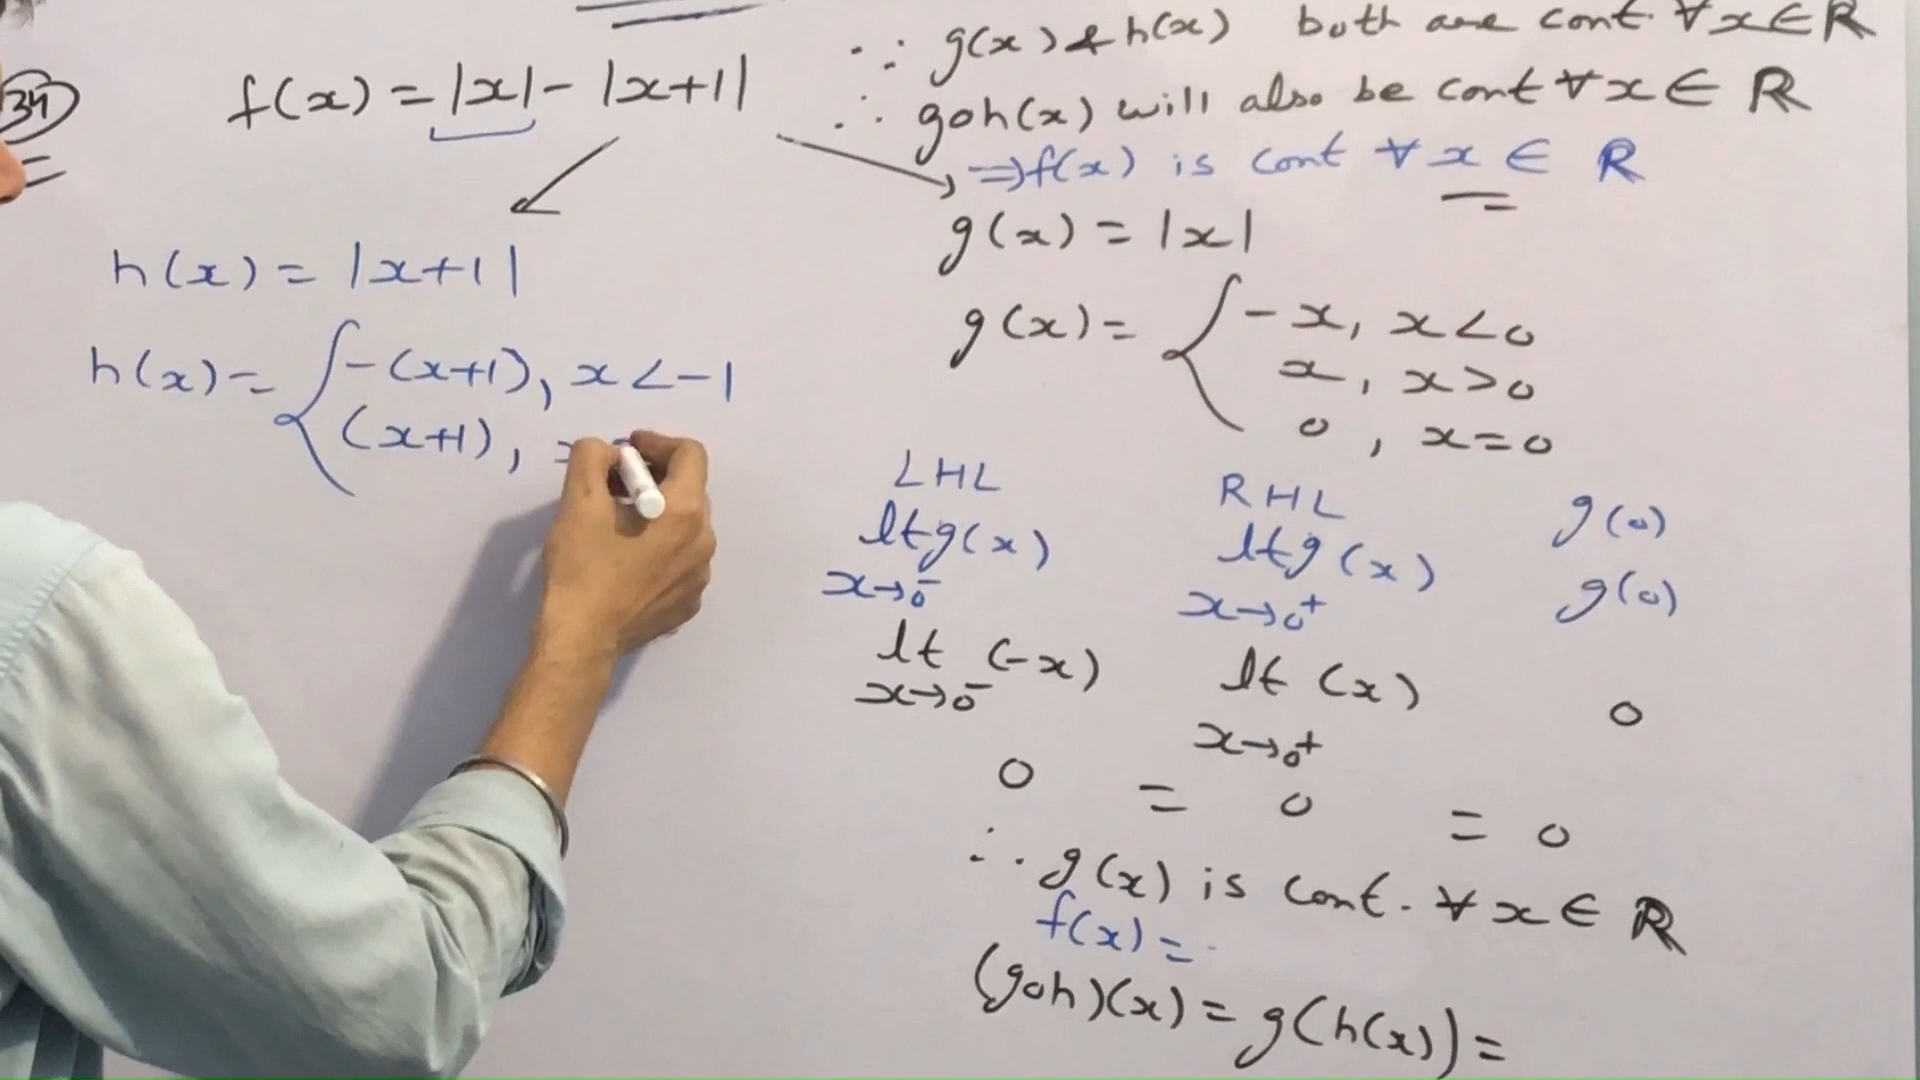 34
f(x) = |x| - |x+1|
h(x) = |x+1|
h(x) = { -(x+1), x < -1
(x+1),
∵ g(x) & h(x) both are cont. ∀ x ∈ R
∴ goh(x) will also be cont ∀ x ∈ R
⇒ f(x) is cont ∀ x ∈ R
g(x) = |x|
g(x) = { -x, x < 0
x, x > 0
0, x = 0
LHL RHL g(0)
lt g(x) lt g(x) g(0)
x→0⁻ x→0⁺
lt (-x) lt (x) 0
x→0⁻ x→0⁺
0 = 0 = 0
∴ g(x) is cont. ∀ x ∈ R
f(x) =
(goh)(x) = g(h(x)) =